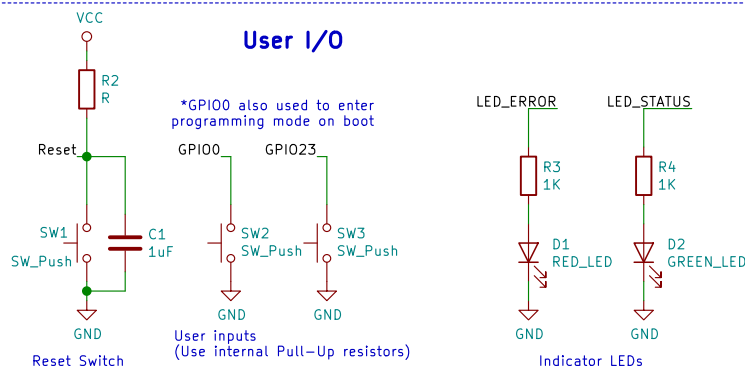 VCC
User I/O
R2
R
*GPIO0 also used to enter
programming mode on boot
LED_ERROR
LED_STATUS
Reset
GPIO0
GPIO23
R3
1K
R4
1K
SW1
SW_Push
C1
1uF
SW2
SW_Push
SW3
SW_Push
D1
RED_LED
D2
GREEN_LED
GND
GND
GND
GND
GND
User inputs
(Use internal Pull-Up resistors)
Reset Switch
Indicator LEDs